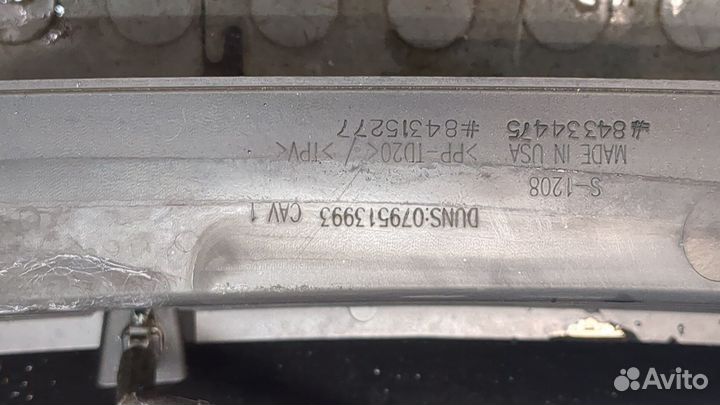 DUNS:079513993 CAV 1
S-1208
MADE IN USA >PP-TD20</>TPV<
#84334475 #84315277
Avito